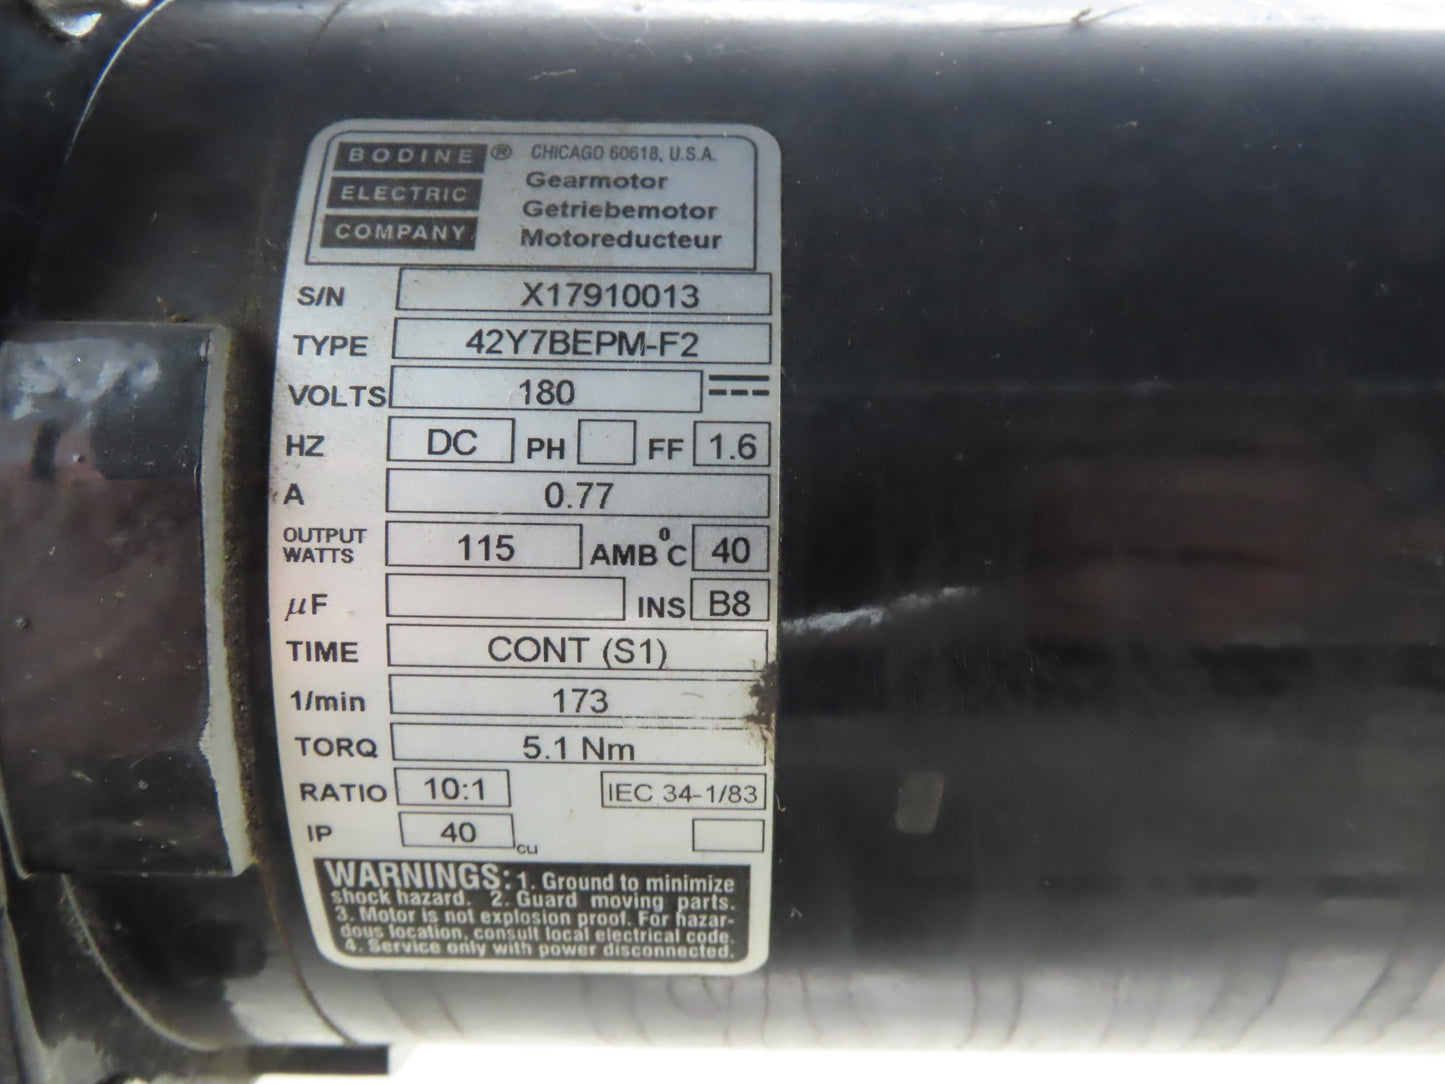 BODINE ® CHICAGO 60618, U.S.A.
ELECTRIC Gearmotor
Getriebemotor
COMPANY Motoreducteur
S/N X17910013
TYPE 42Y7BEPM-F2
VOLTS 180
HZ DC PH FF 1.6
A 0.77
OUTPUT WATTS 115 AMB °C 40
µF INS B8
TIME CONT (S1)
1/min 173
TORQ 5.1 Nm
RATIO 10:1 IEC 34-1/83
IP 40 CLI
WARNINGS: 1. Ground to minimize
shock hazard. 2. Guard moving parts.
3. Motor is not explosion proof. For hazar-
dous location, consult local electrical code.
4. Service only with power disconnected.